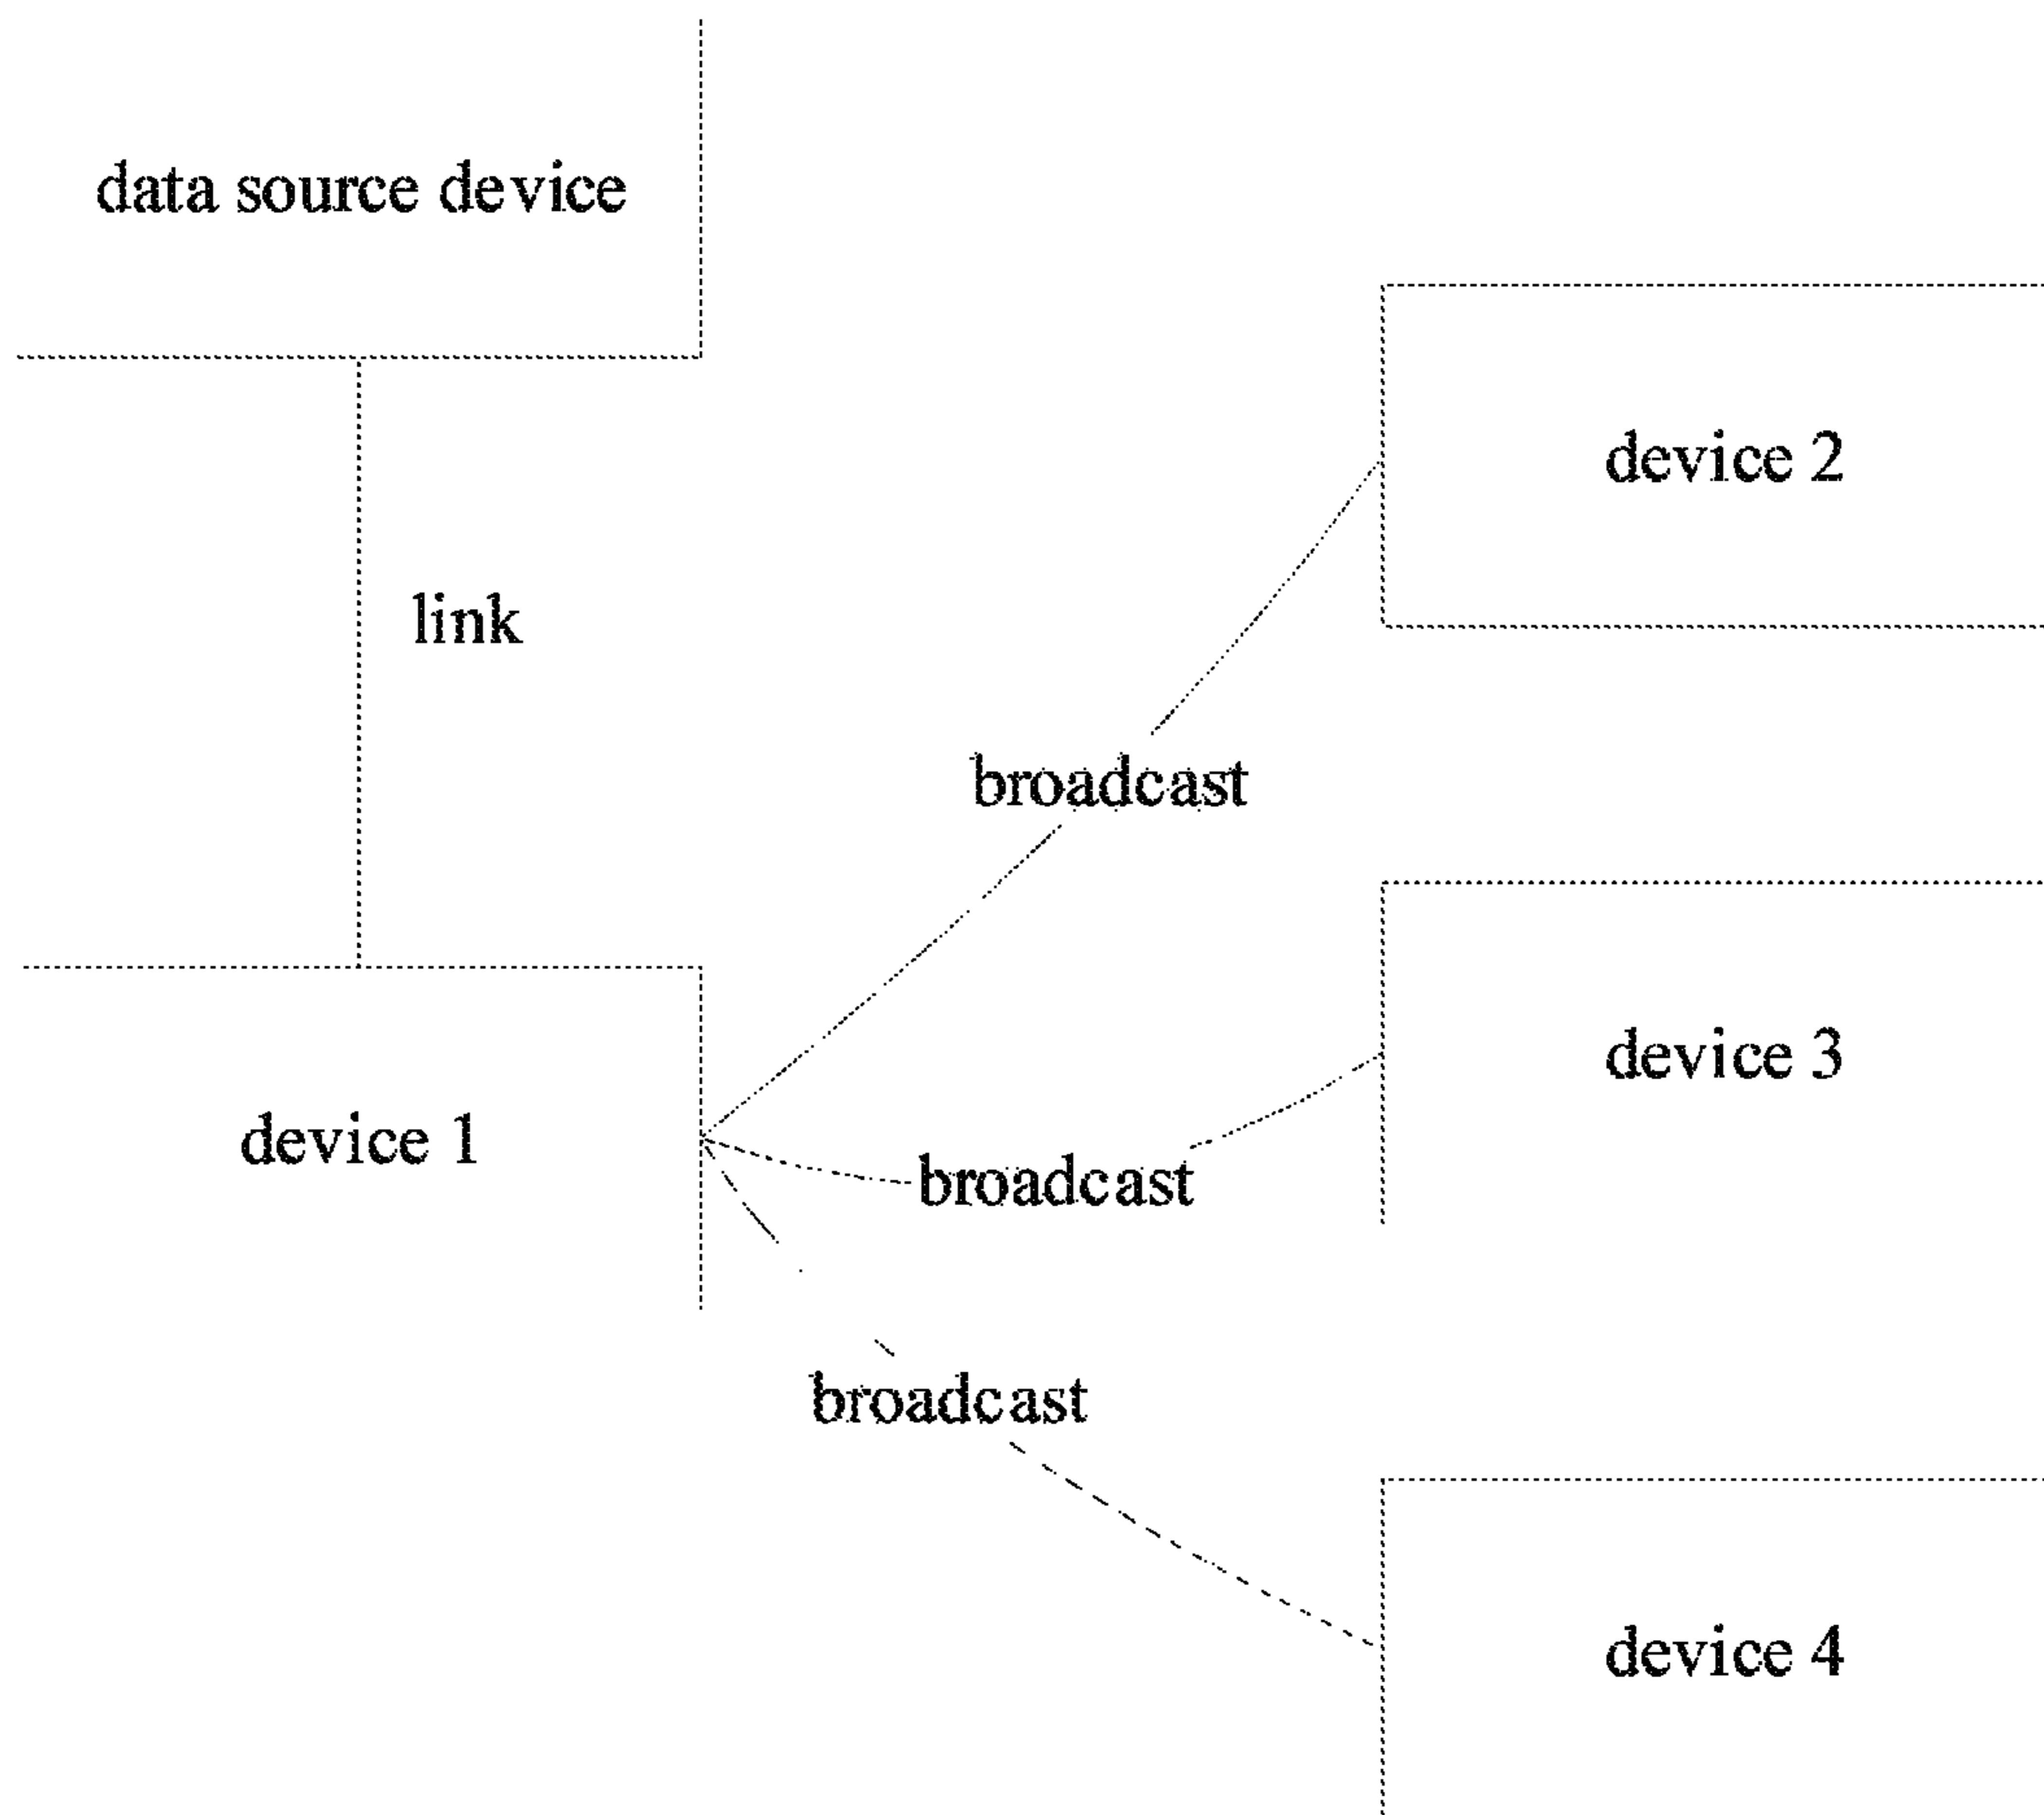 data source device
device 2
link
broadcast
device 3
device 1
broadcast
broadcast
device 4